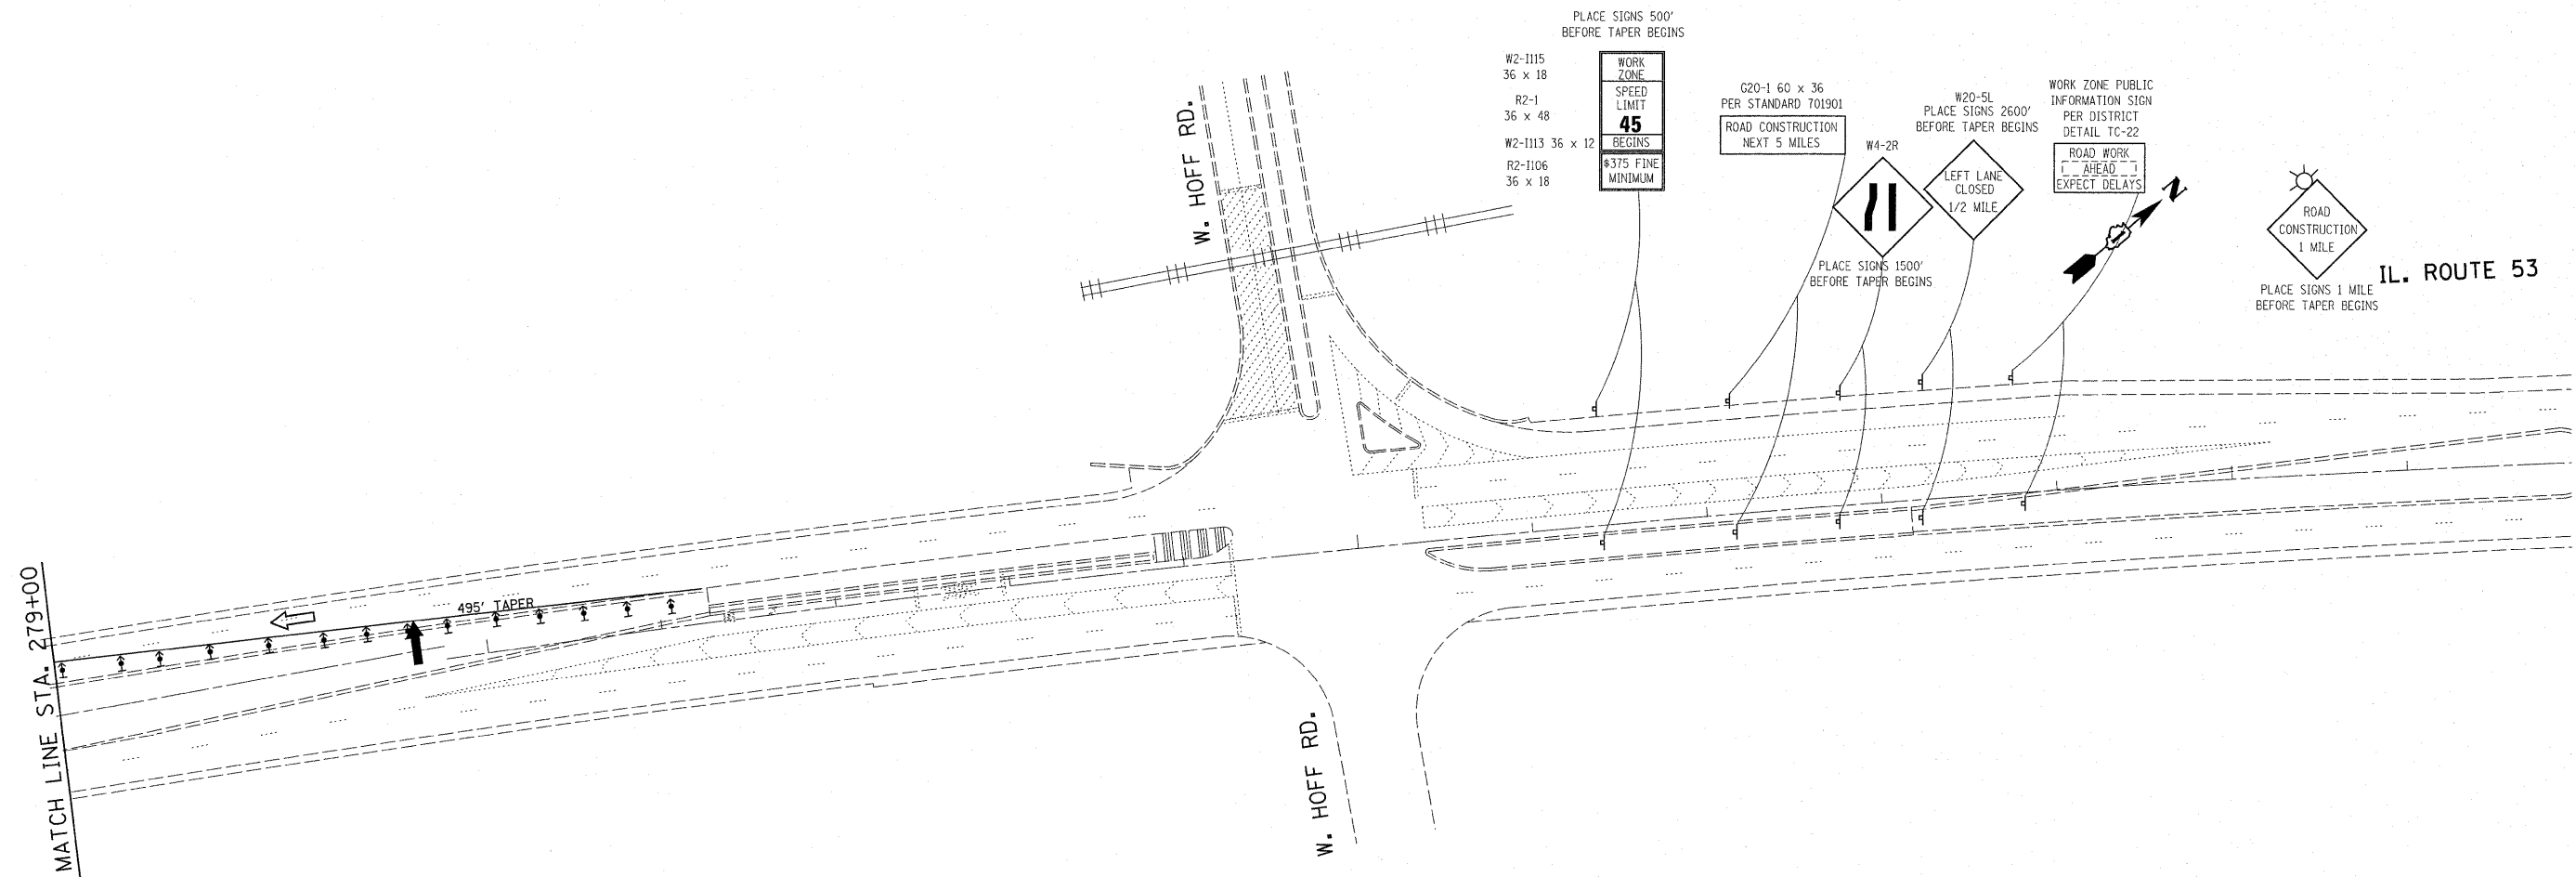 PLACE SIGNS 500'
BEFORE TAPER BEGINS
W2-I115
36 x 18
R2-1
36 x 48
W2-I113 36 x 12
R2-I106
36 x 18
WORK
ZONE
SPEED
LIMIT
45
BEGINS
$375 FINE
MINIMUM
G20-1 60 x 36
PER STANDARD 701901
ROAD CONSTRUCTION
NEXT 5 MILES
W4-2R
PLACE SIGNS 1500'
BEFORE TAPER BEGINS
W20-5L
PLACE SIGNS 2600'
BEFORE TAPER BEGINS
LEFT LANE
CLOSED
1/2 MILE
WORK ZONE PUBLIC
INFORMATION SIGN
PER DISTRICT
DETAIL TC-22
ROAD WORK
AHEAD
EXPECT DELAYS
N
ROAD
CONSTRUCTION
1 MILE
PLACE SIGNS 1 MILE
BEFORE TAPER BEGINS
IL. ROUTE 53
W. HOFF RD.
495' TAPER
MATCH LINE STA. 279+00
W. HOFF RD.